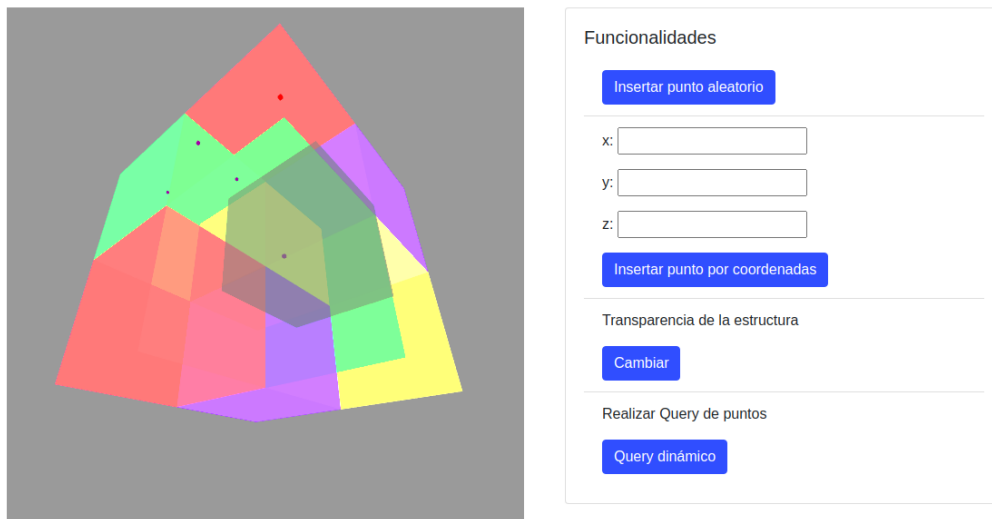 Funcionalidades
Insertar punto aleatorio
x:
y:
z:
Insertar punto por coordenadas
Transparencia de la estructura
Cambiar
Realizar Query de puntos
Query dinámico